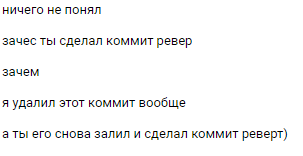 ничего не понял
зачес ты сделал коммит ревер
зачем
я удалил этот коммит вообще
а ты его снова залил и сделал коммит реверт)